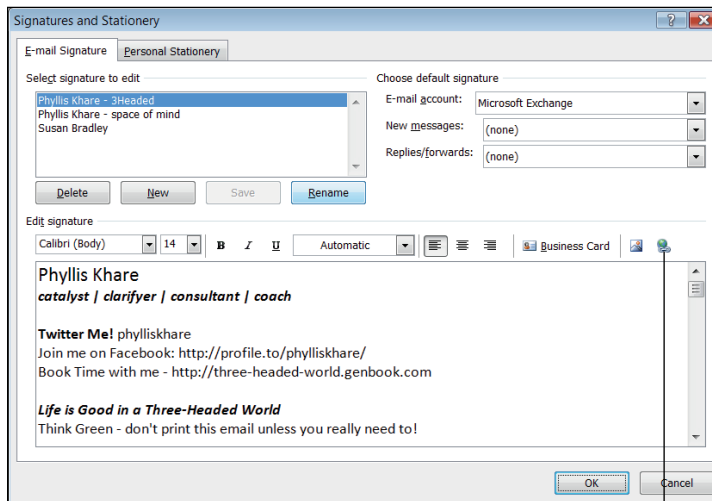 Signatures and Stationery
E-mail Signature Personal Stationery
Select signature to edit
Choose default signature
Phyllis Khare - 3Headed
Phyllis Khare - space of mind
Susan Bradley
E-mail account: Microsoft Exchange
New messages: (none)
Replies/forwards: (none)
Delete New Save Rename
Edit signature
Calibri (Body) 14 B I U Automatic Business Card
Phyllis Khare
catalyst | clarifyer | consultant | coach
Twitter Me! phylliskhare
Join me on Facebook: http://profile.to/phylliskhare/
Book Time with me - http://three-headed-world.genbook.com
Life is Good in a Three-Headed World
Think Green - don't print this email unless you really need to!
OK Cancel